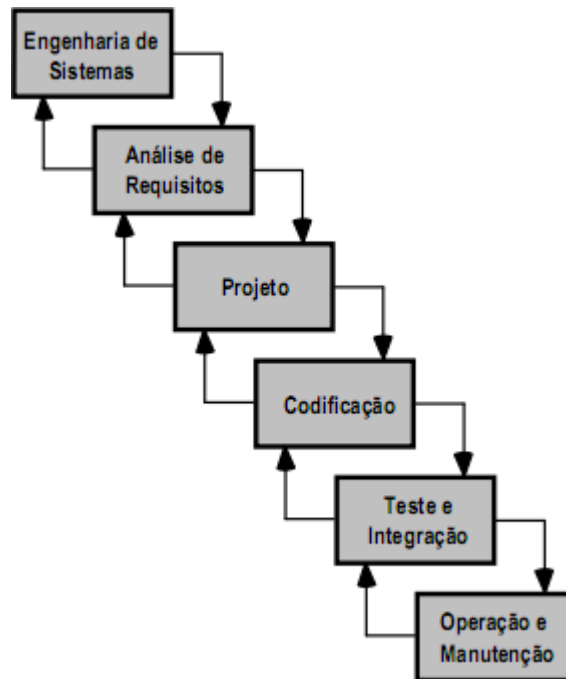 Engenharia de
Sistemas
Análise de
Requisitos
Projeto
Codificação
Teste e
Integração
Operação e
Manutenção